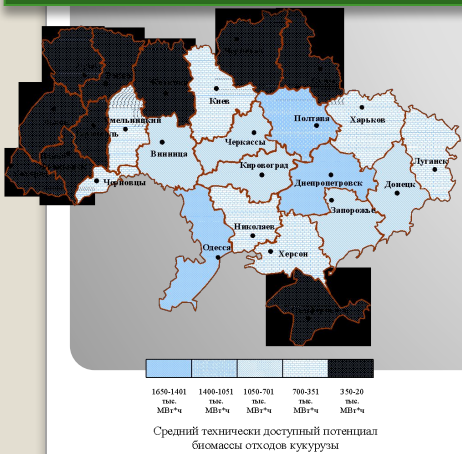 Киев
Полтава
Харьков
Черкассы
Винница
Луганск
Кировоград
Черновцы
Днепропетровск
Донецк
Запорожье
Николаев
Одесса
Херсон
1650-1401 1400-1051 1050-701 700-351 350-20
тыс. тыс. тыс. тыс. тыс.
МВт*ч МВт*ч МВт*ч МВт*ч МВт*ч
Средний технически доступный потенциал
биомассы отходов кукурузы